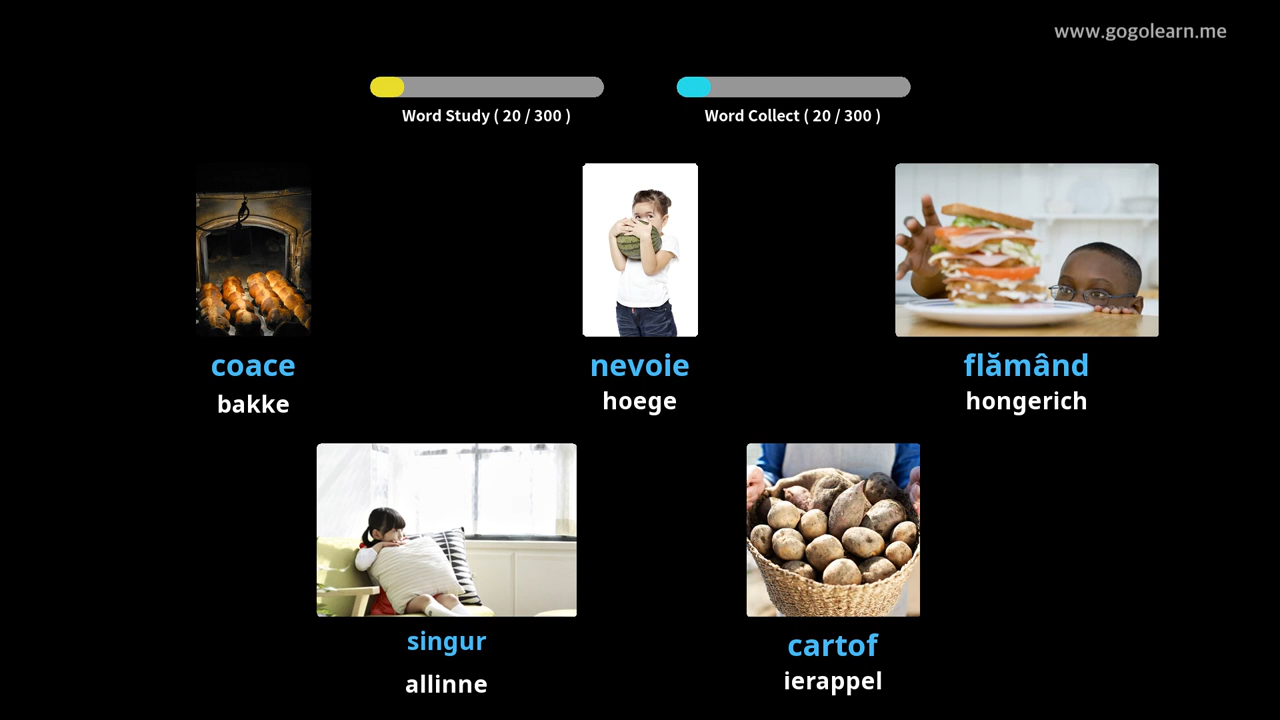 www.gogolearn.me
Word Study ( 20 / 300 )
Word Collect ( 20 / 300 )
coace
bakke
nevoie
hoege
flămând
hongerich
singur
allinne
cartof
ierappel